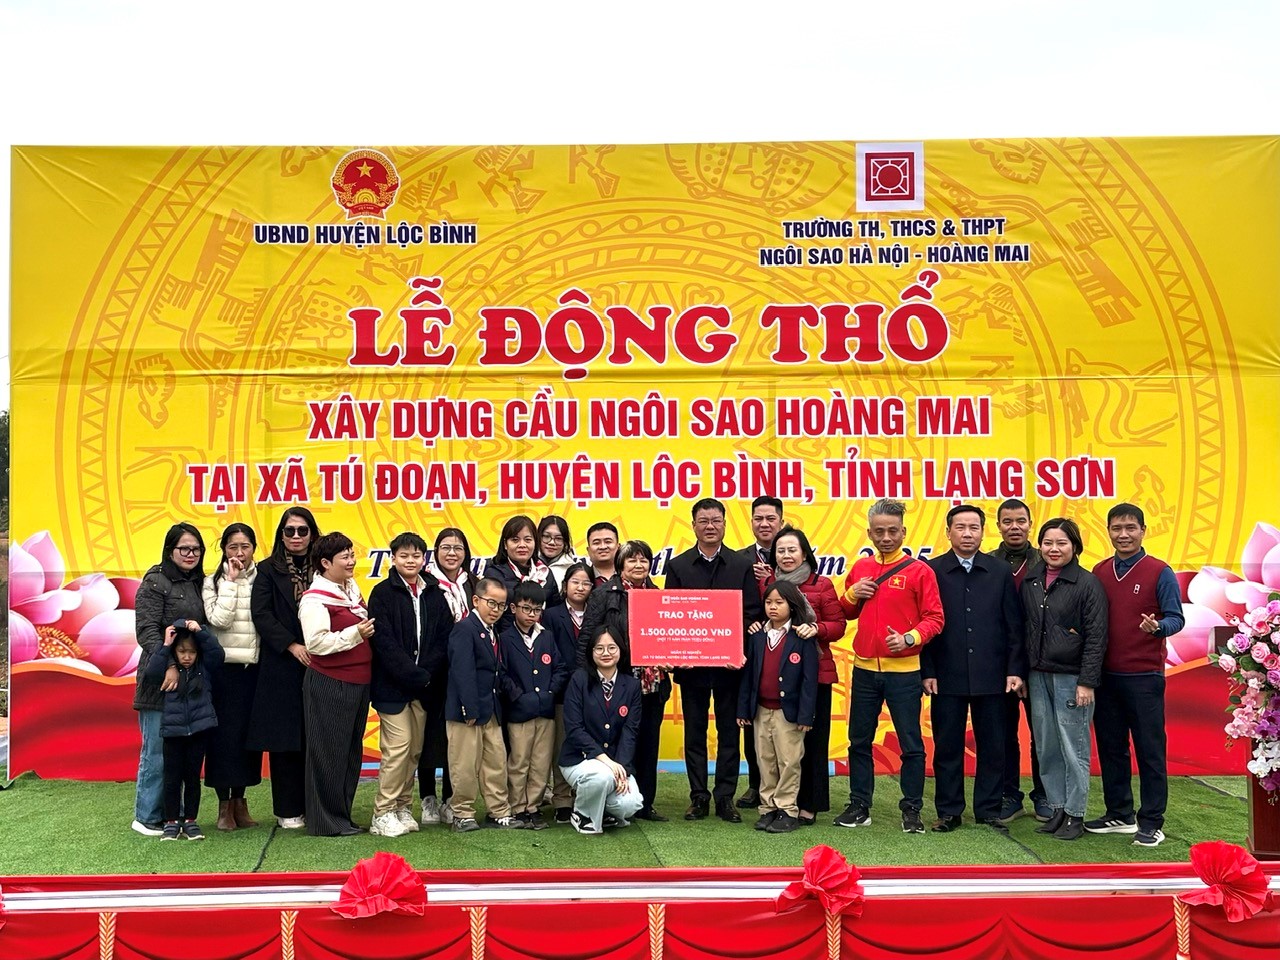 UBND HUYỆN LỘC BÌNH
TRƯỜNG TH, THCS & THPT
NGÔI SAO HÀ NỘI - HOÀNG MAI
LỄ ĐỘNG THỔ
XÂY DỰNG CẦU NGÔI SAO HOÀNG MAI
TẠI XÃ TÚ ĐOẠN, HUYỆN LỘC BÌNH, TỈNH LẠNG SƠN
TRAO TẶNG
1.500.000.000 VNĐ